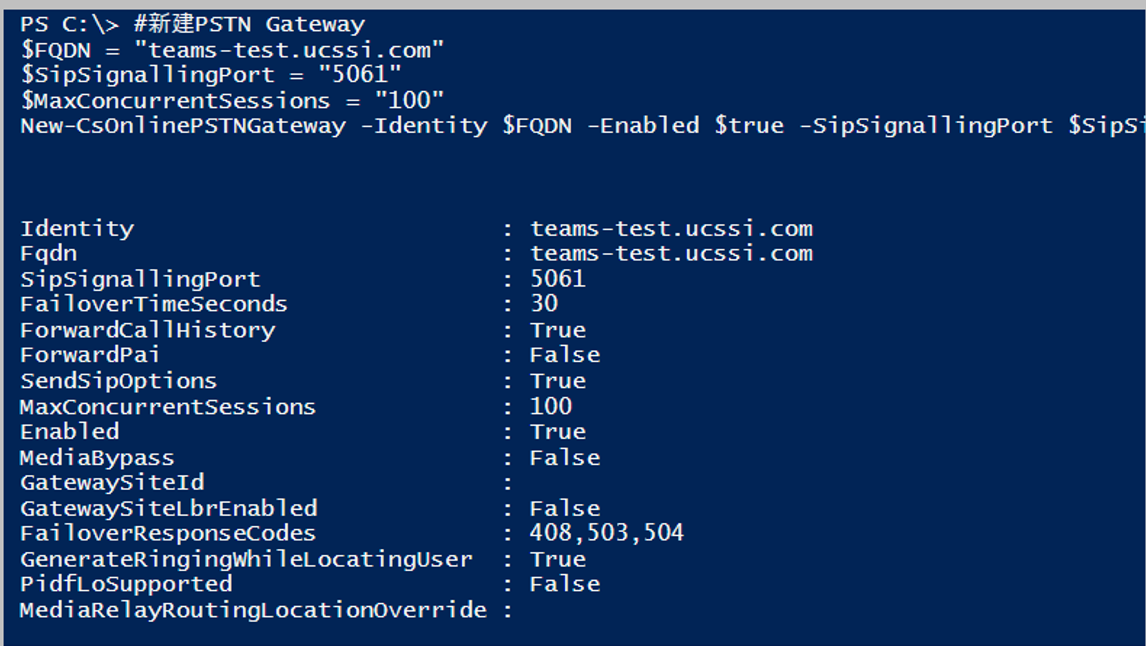 PS C:\> #新建PSTN Gateway
$FQDN = "teams-test.ucssi.com"
$SipSignallingPort = "5061"
$MaxConcurrentSessions = "100"
New-CsOnlinePSTNGateway -Identity $FQDN -Enabled $true -SipSignallingPort $SipSi
Identity : teams-test.ucssi.com
Fqdn : teams-test.ucssi.com
SipSignallingPort : 5061
FailoverTimeSeconds : 30
ForwardCallHistory : True
ForwardPai : False
SendSipOptions : True
MaxConcurrentSessions : 100
Enabled : True
MediaBypass : False
GatewaySiteId :
GatewaySiteLbrEnabled : False
FailoverResponseCodes : 408,503,504
GenerateRingingWhileLocatingUser : True
PidfLoSupported : False
MediaRelayRoutingLocationOverride :